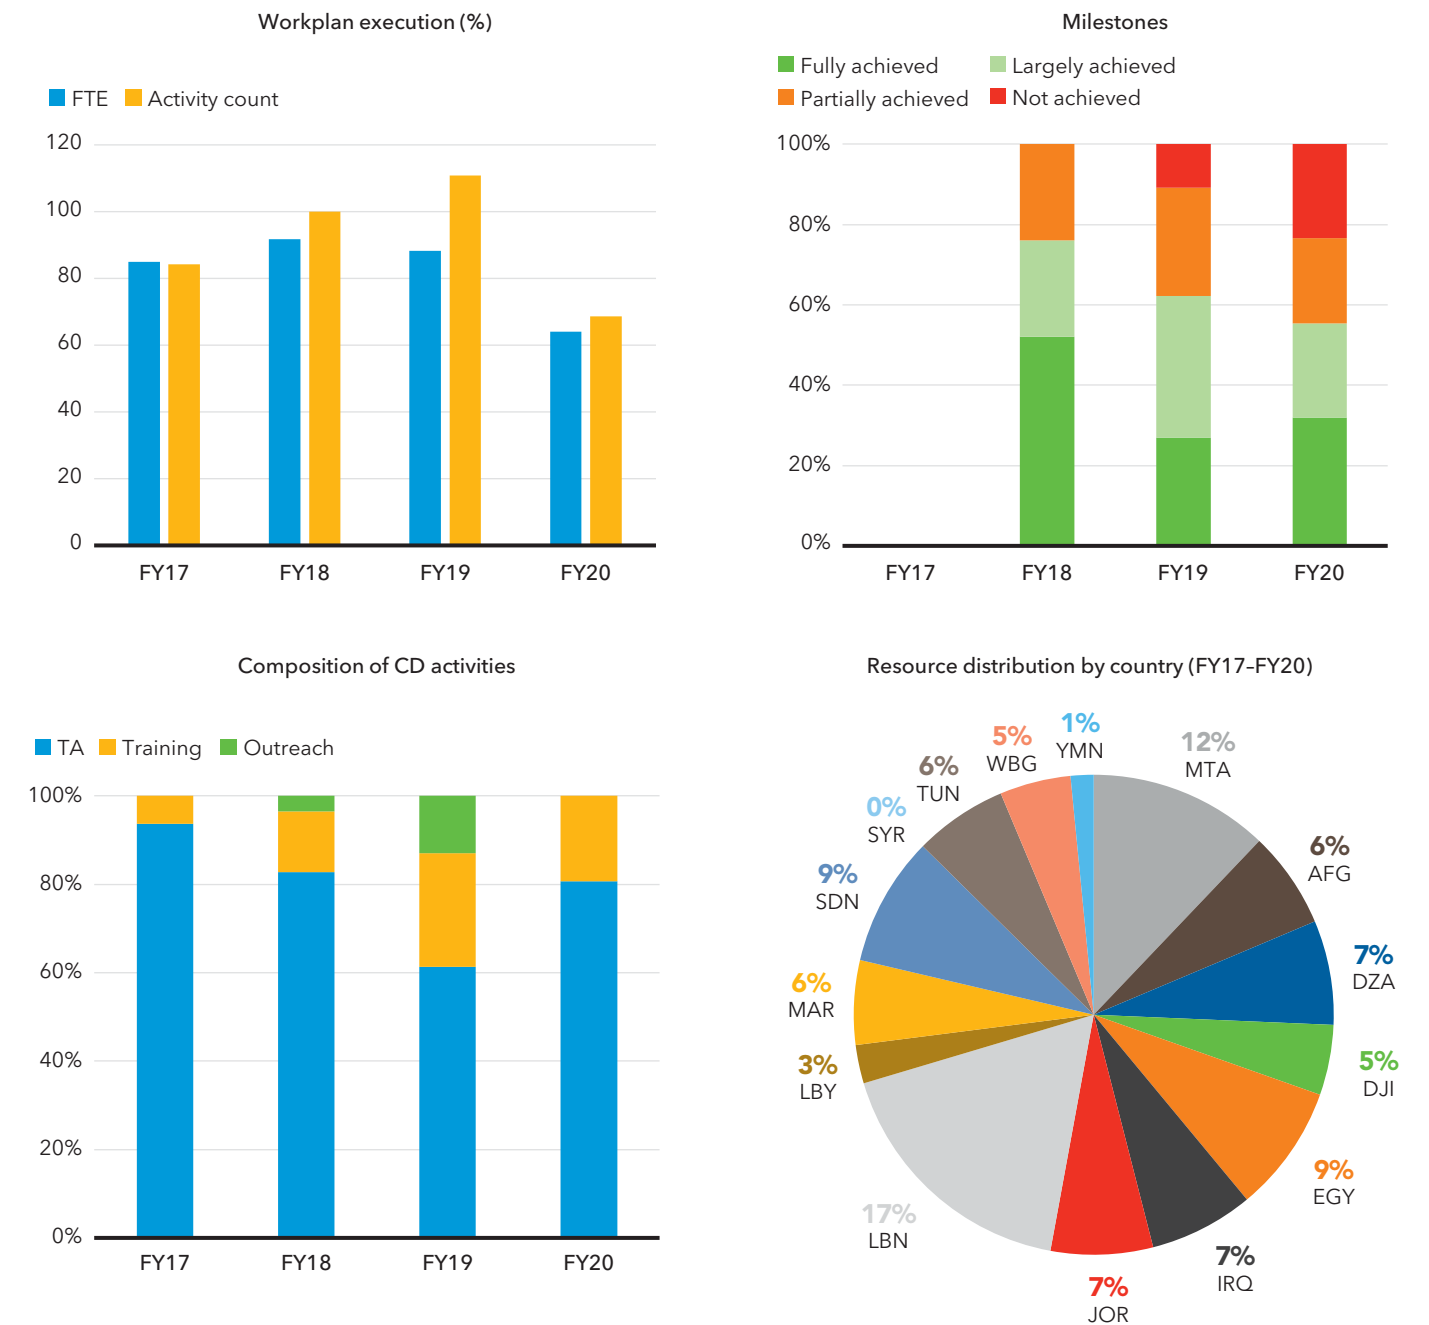 Workplan execution (%)
FTE Activity count
120
100
80
60
40
20
0
FY17 FY18 FY19 FY20
Milestones
Fully achieved Largely achieved
Partially achieved Not achieved
100%
80%
60%
40%
20%
0%
FY17 FY18 FY19 FY20
Composition of CD activities
TA Training Outreach
100%
80%
60%
40%
20%
0%
FY17 FY18 FY19 FY20
Resource distribution by country (FY17–FY20)
12%
MTA
6%
AFG
7%
DZA
5%
DJI
9%
EGY
7%
IRQ
7%
JOR
17%
LBN
3%
LBY
6%
MAR
9%
SDN
0%
SYR
6%
TUN
5%
WBG
1%
YMN